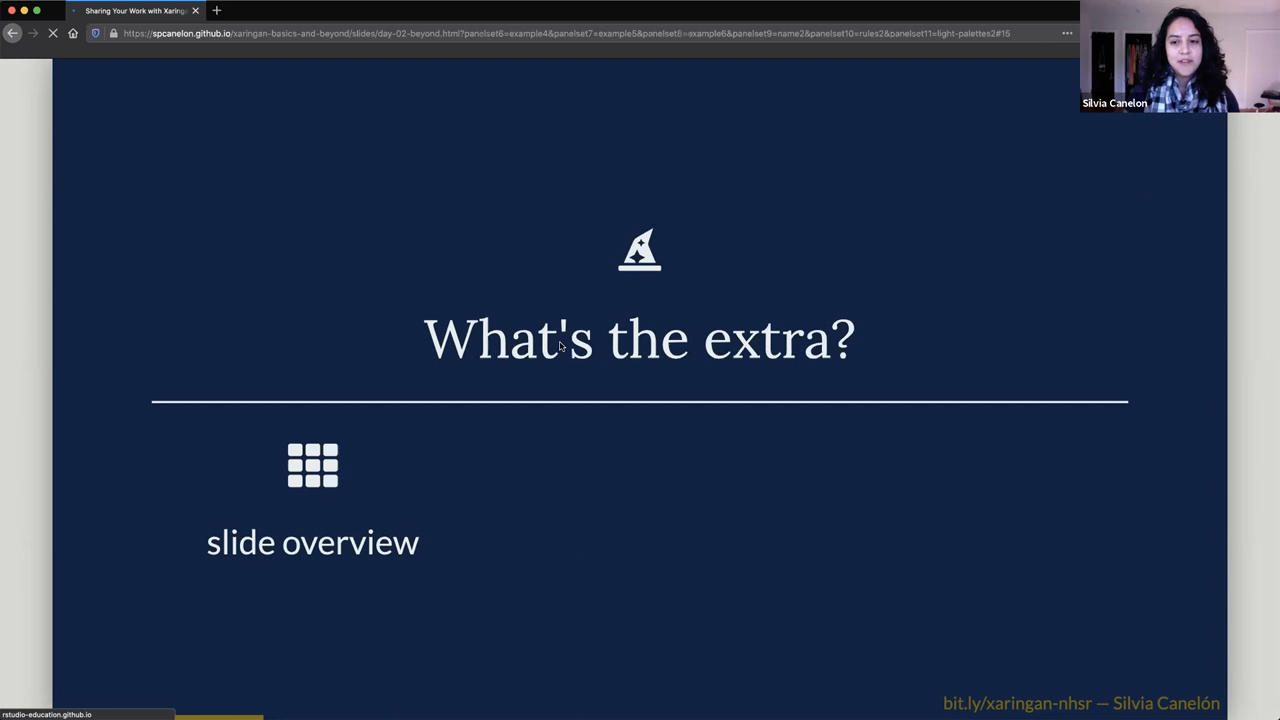 Sharing Your Work with Xaring
https://spcanelon.github.io/xaringan-basics-and-beyond/slides/day-02-beyond.html?panelset6=example4&panelset7=example5&panelset8=example6&panelset9=name2&panelset10=rules2&panelset11=light-palettes2#15
Silvia Canelon
What's the extra?
slide overview
bit.ly/xaringan-nhsr — Silvia Canelón
rstudio-education.github.io